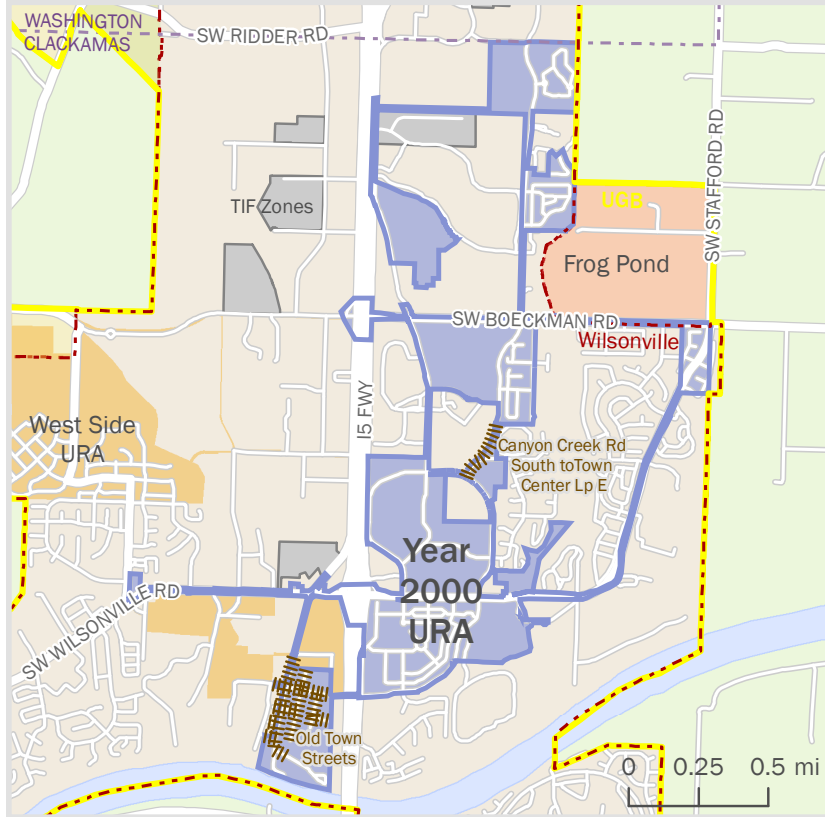 WASHINGTON
CLACKAMAS
SW RIDDER RD
SW STAFFORD RD
TIF Zones
UGB
Frog Pond
SW BOECKMAN RD
Wilsonville
I5 FWY
West Side
URA
Canyon Creek Rd
South toTown
Center Lp E
Year
2000
URA
SW WILSONVILLE RD
Old Town
Streets
0 0.25 0.5 mi